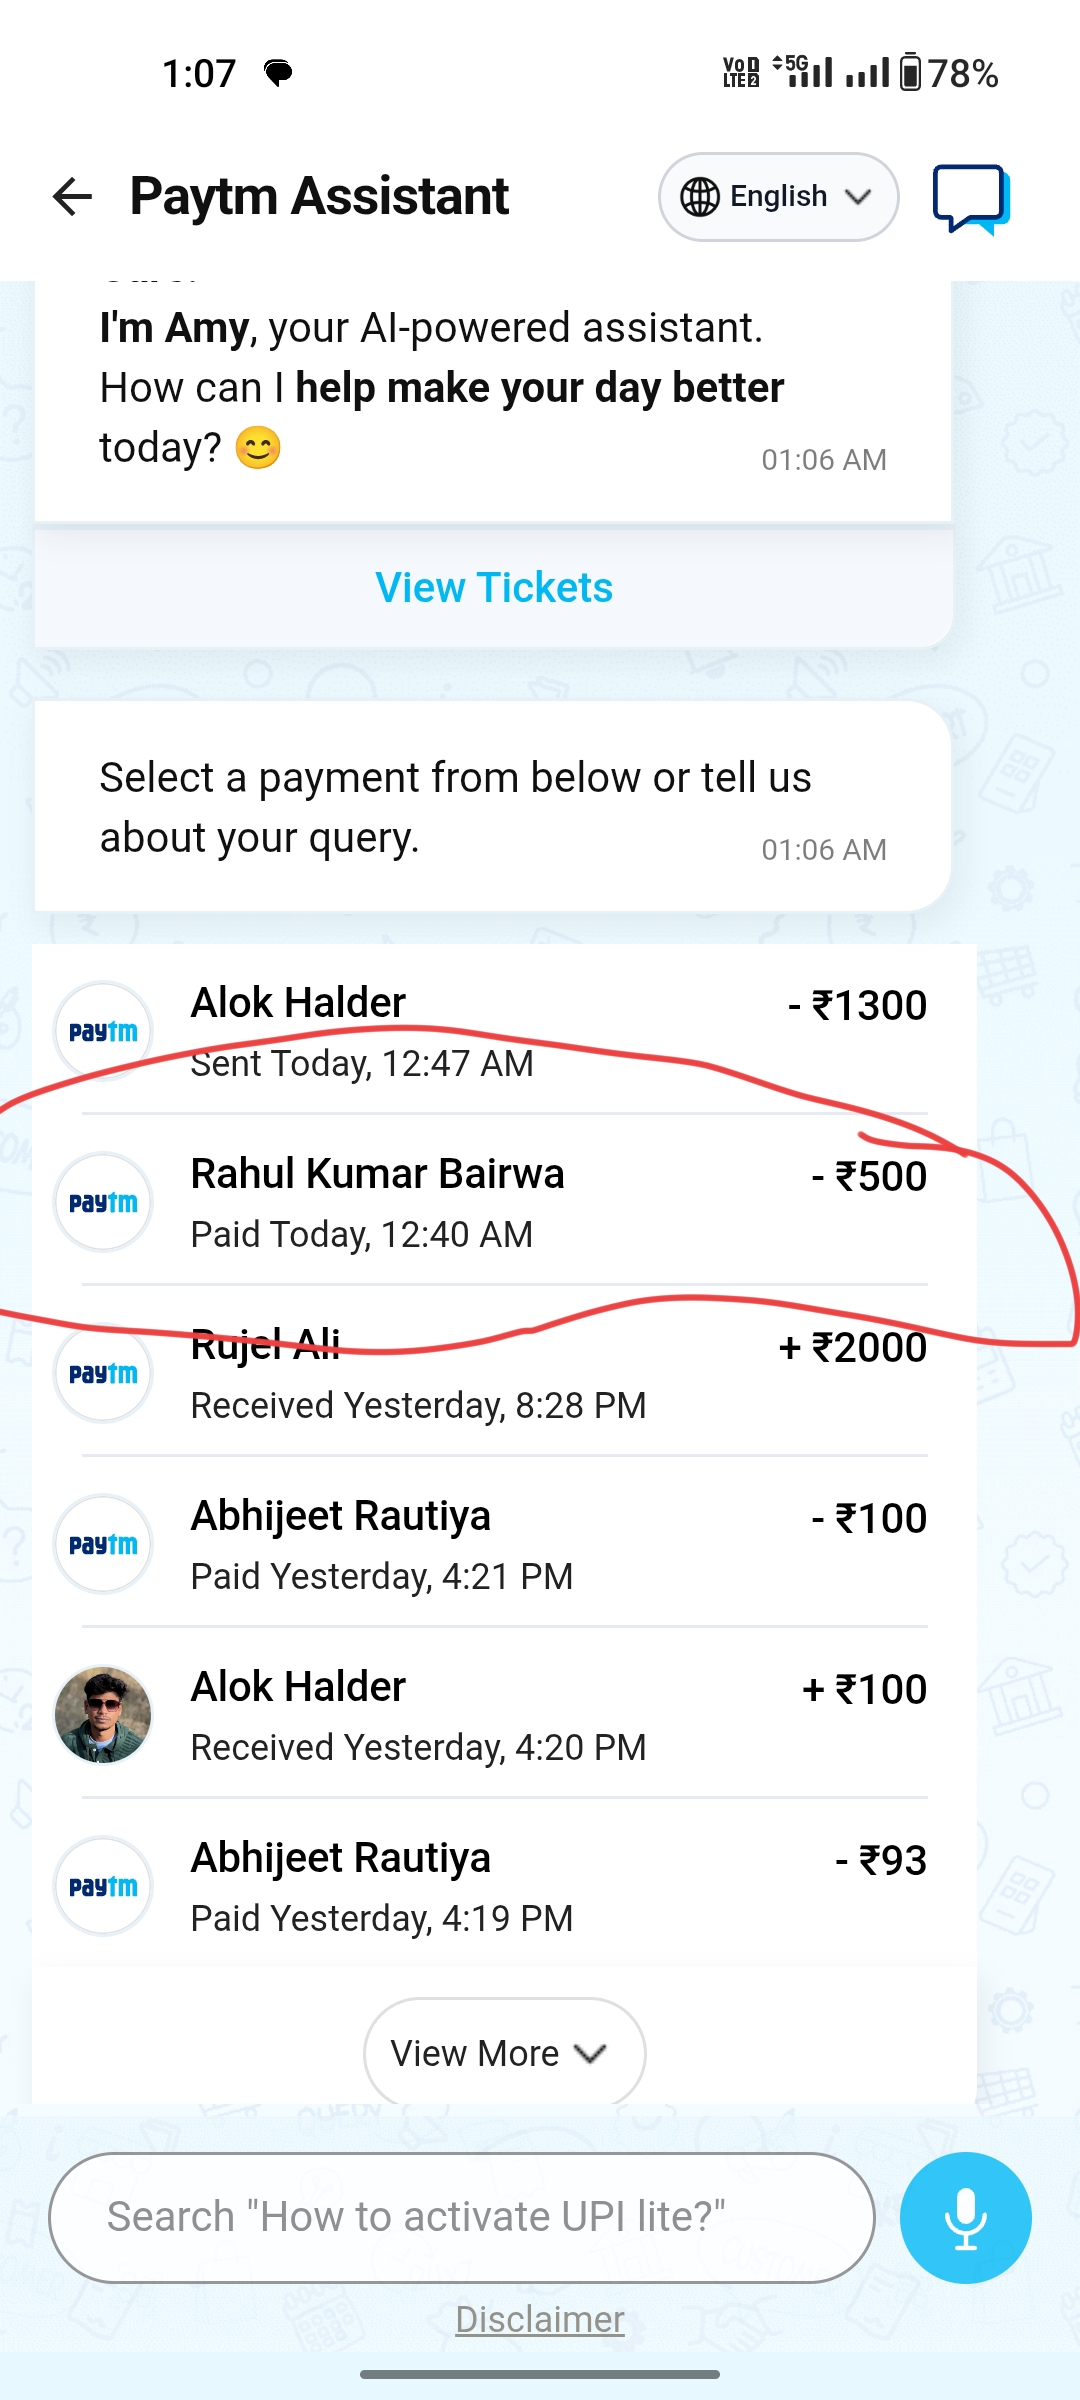 1:07
VoD LTE2 5G 78%
Paytm Assistant
English
I'm Amy, your AI-powered assistant.
How can I help make your day better
today? 😊
01:06 AM
View Tickets
Select a payment from below or tell us
about your query.
01:06 AM
paytm
Alok Halder
- ₹1300
Sent Today, 12:47 AM
paytm
Rahul Kumar Bairwa
- ₹500
Paid Today, 12:40 AM
paytm
Rujel Ali
+ ₹2000
Received Yesterday, 8:28 PM
paytm
Abhijeet Rautiya
- ₹100
Paid Yesterday, 4:21 PM
Alok Halder
+ ₹100
Received Yesterday, 4:20 PM
paytm
Abhijeet Rautiya
- ₹93
Paid Yesterday, 4:19 PM
View More
Search "How to activate UPI lite?"
Disclaimer